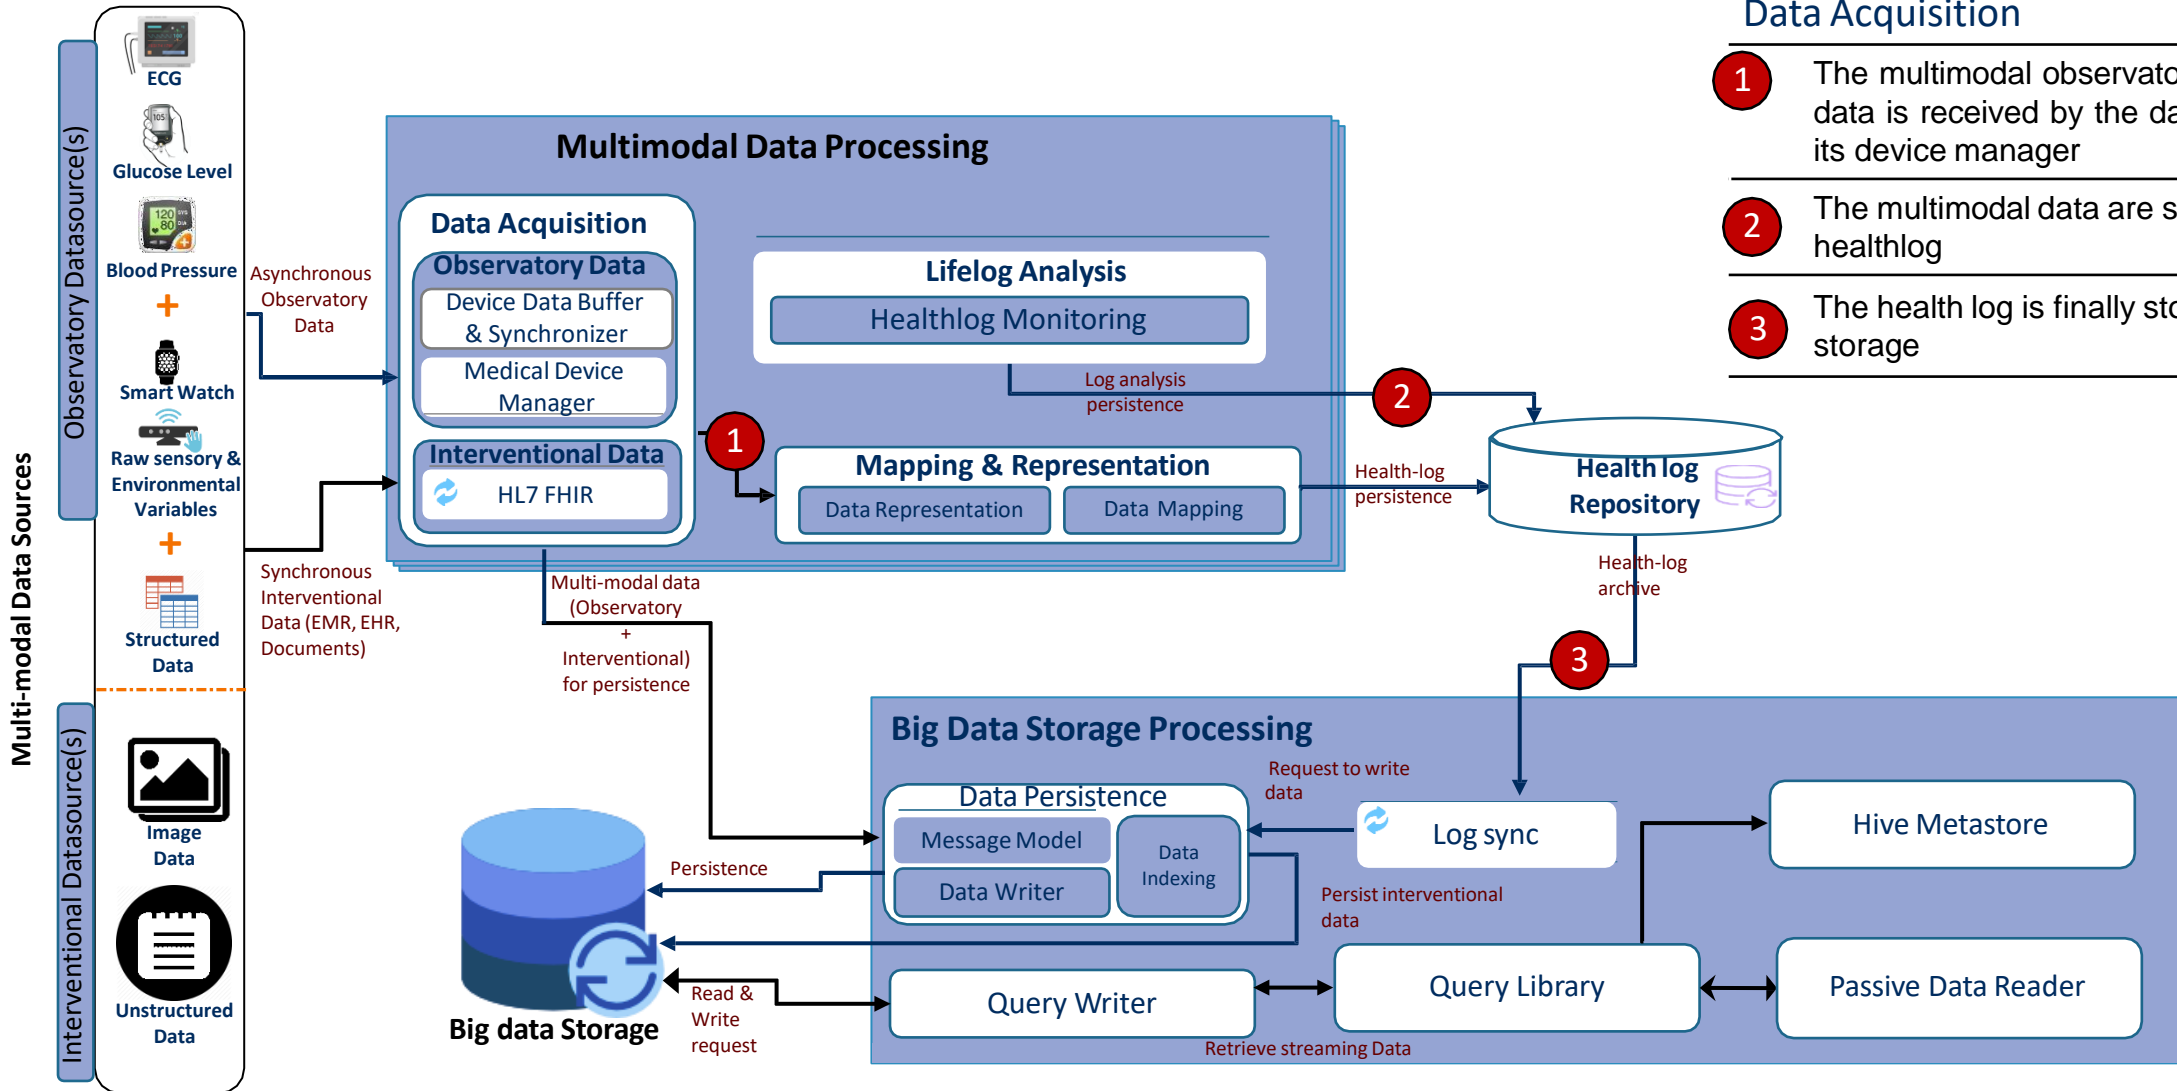 Multi-modal Data Sources
Observatory Datasource(s)
Interventional Datasource(s)
ECG
105
Glucose Level
120
80
SYS
DIA
Blood Pressure
+
Smart Watch
Raw sensory &
Environmental
Variables
+
Structured
Data
Image
Data
Unstructured
Data
Asynchronous
Observatory
Data
Synchronous
Interventional
Data (EMR, EHR,
Documents)
Multimodal Data Processing
Data Acquisition
Observatory Data
Device Data Buffer
& Synchronizer
Medical Device
Manager
Interventional Data
HL7 FHIR
1
Lifelog Analysis
Healthlog Monitoring
Log analysis
persistence
2
Mapping & Representation
Data Representation
Data Mapping
Health-log
persistence
Health log
Repository
Health-log
archive
3
Multi-modal data
(Observatory
+
Interventional)
for persistence
Big Data Storage Processing
Data Persistence
Message Model
Data Writer
Data
Indexing
Request to write
data
Log sync
Hive Metastore
Persistence
Persist interventional
data
Big data Storage
Read &
Write
request
Query Writer
Query Library
Passive Data Reader
Retrieve streaming Data
Data Acquisition
1
The multimodal observato
data is received by the da
its device manager
2
The multimodal data are s
healthlog
3
The health log is finally sto
storage